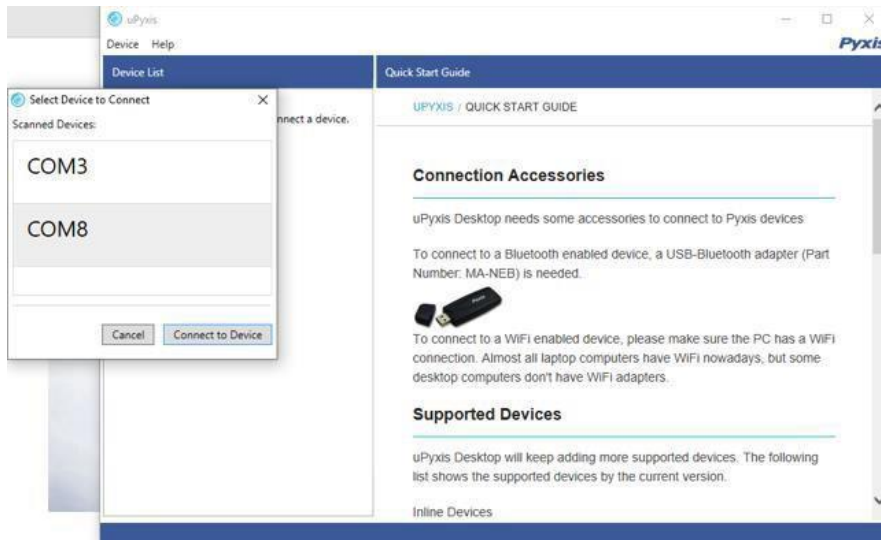 uPyxis
Device Help
Pyxis
Device List
Quick Start Guide
Select Device to Connect
Scanned Devices:
COM3
COM8
Cancel
Connect to Device
a device.
UPYXIS / QUICK START GUIDE
Connection Accessories
uPyxis Desktop needs some accessories to connect to Pyxis devices
To connect to a Bluetooth enabled device, a USB-Bluetooth adapter (Part
Number: MA-NEB) is needed.
Pyxis
To connect to a WiFi enabled device, please make sure the PC has a WiFi
connection. Almost all laptop computers have WiFi nowadays, but some
desktop computers don't have WiFi adapters.
Supported Devices
uPyxis Desktop will keep adding more supported devices. The following
list shows the supported devices by the current version.
Inline Devices